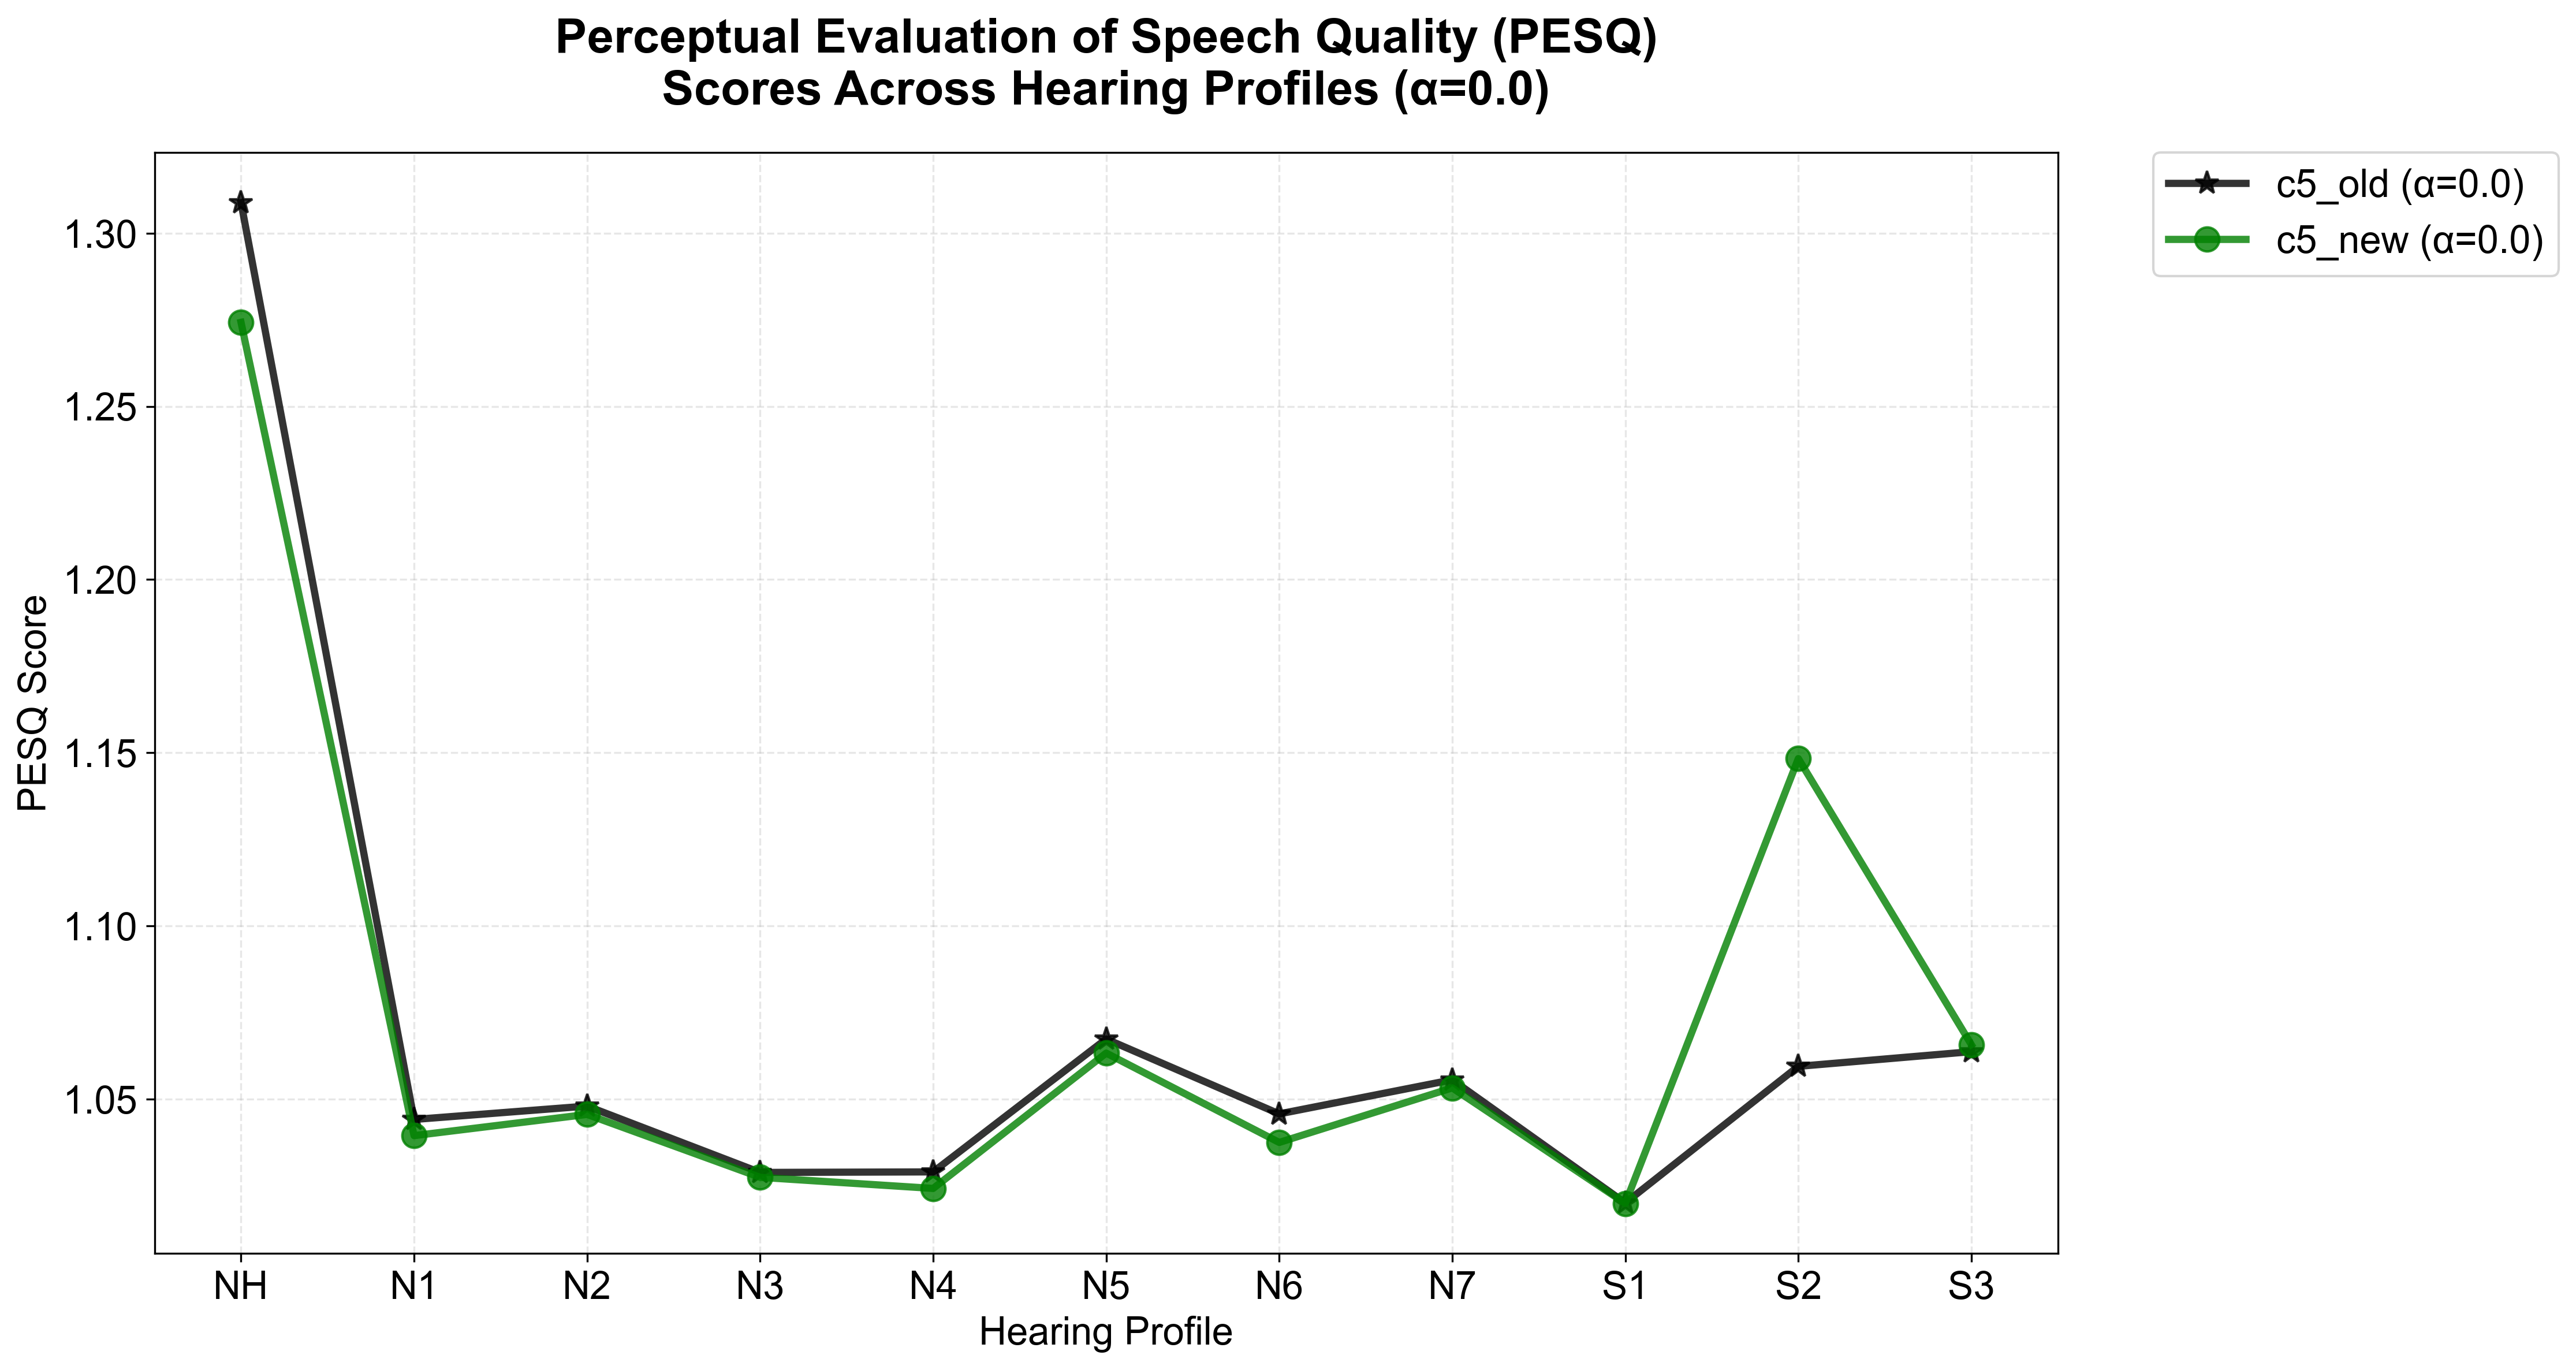 Perceptual Evaluation of Speech Quality (PESQ)
Scores Across Hearing Profiles (α=0.0)
c5_old (α=0.0)
c5_new (α=0.0)
PESQ Score
1.30
1.25
1.20
1.15
1.10
1.05
NH N1 N2 N3 N4 N5 N6 N7 S1 S2 S3
Hearing Profile